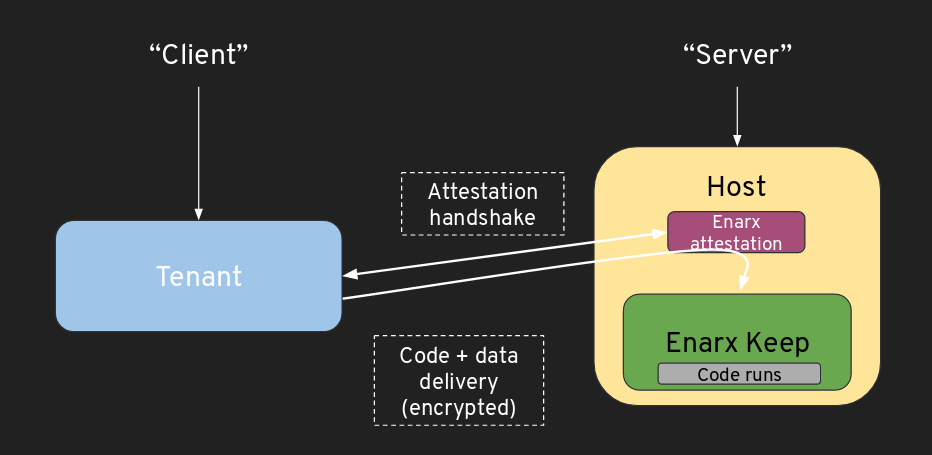 “Client”
“Server”
Host
Attestation
handshake
Enarx
attestation
Tenant
Enarx Keep
Code runs
Code + data
delivery
(encrypted)